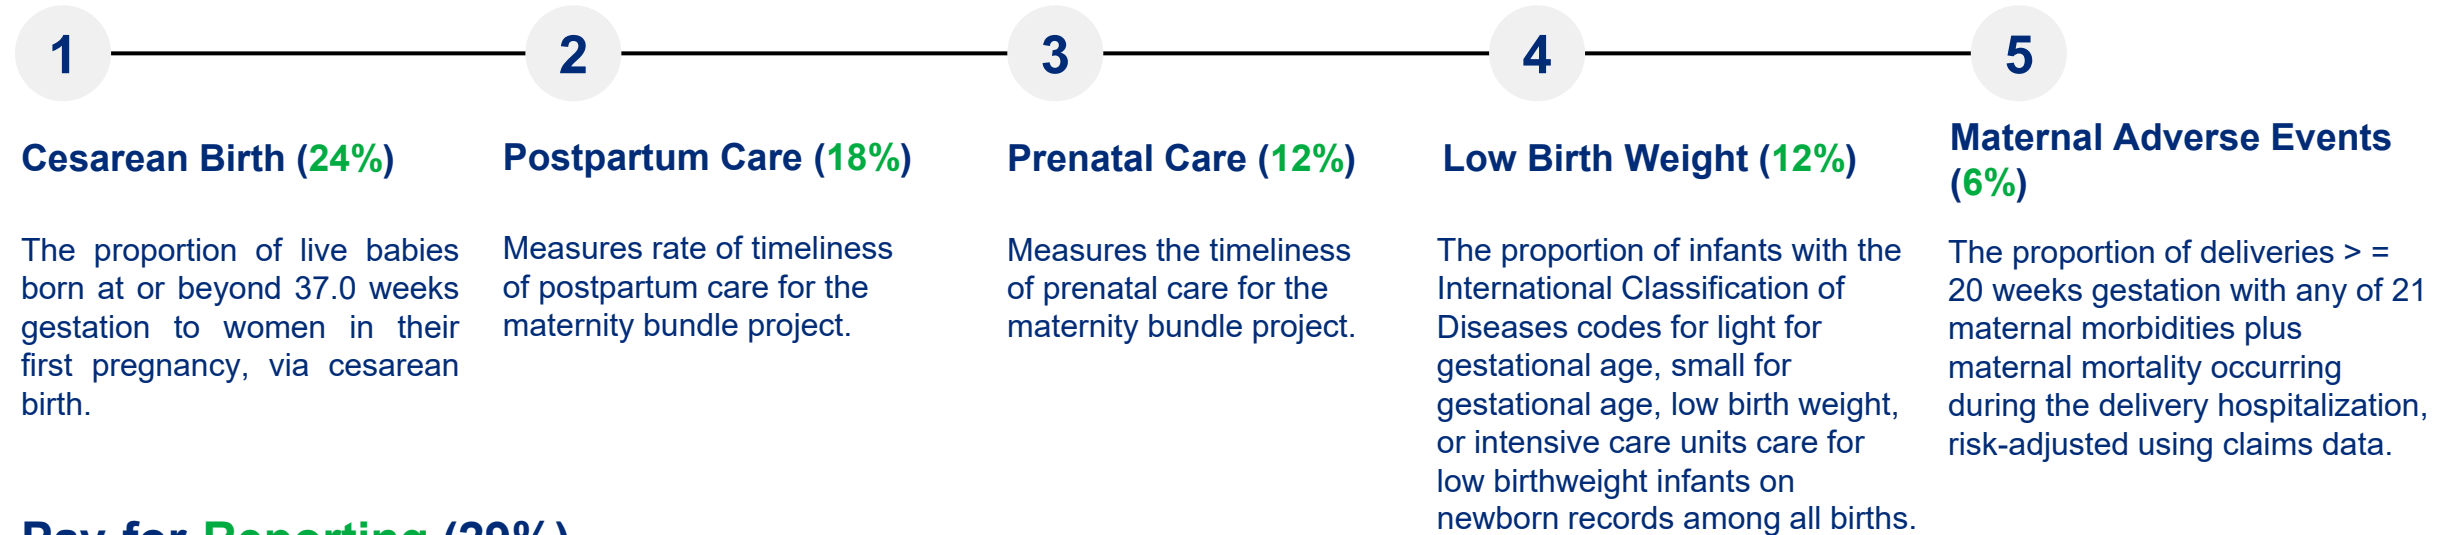 1
2
3
4
5
Cesarean Birth (24%)
The proportion of live babies
born at or beyond 37.0 weeks
gestation to women in their
first pregnancy, via cesarean
birth.
Postpartum Care (18%)
Measures rate of timeliness
of postpartum care for the
maternity bundle project.
Prenatal Care (12%)
Measures the timeliness
of prenatal care for the
maternity bundle project.
Low Birth Weight (12%)
The proportion of infants with the
International Classification of
Diseases codes for light for
gestational age, small for
gestational age, low birth weight,
or intensive care units care for
low birthweight infants on
newborn records among all births.
Maternal Adverse Events
(6%)
The proportion of deliveries > =
20 weeks gestation with any of 21
maternal morbidities plus
maternal mortality occurring
during the delivery hospitalization,
risk-adjusted using claims data.
Pay for Reporting